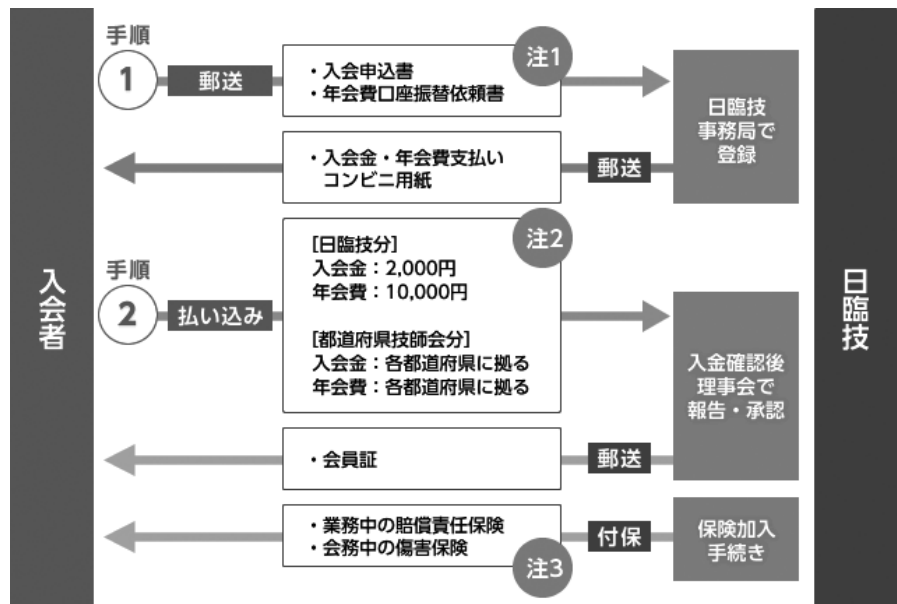 入会者
手順
1
郵送
・入会申込書
・年会費口座振替依頼書
注1
日臨技
事務局で
登録
・入会金・年会費支払い
コンビニ用紙
郵送
手順
2
払い込み
[日臨技分]
入会金：2,000円
年会費：10,000円
[都道府県技師会分]
入会金：各都道府県に拠る
年会費：各都道府県に拠る
注2
入金確認後
理事会で
報告・承認
・会員証
郵送
・業務中の賠償責任保険
・会務中の傷害保険
注3
付保
保険加入
手続き
日臨技